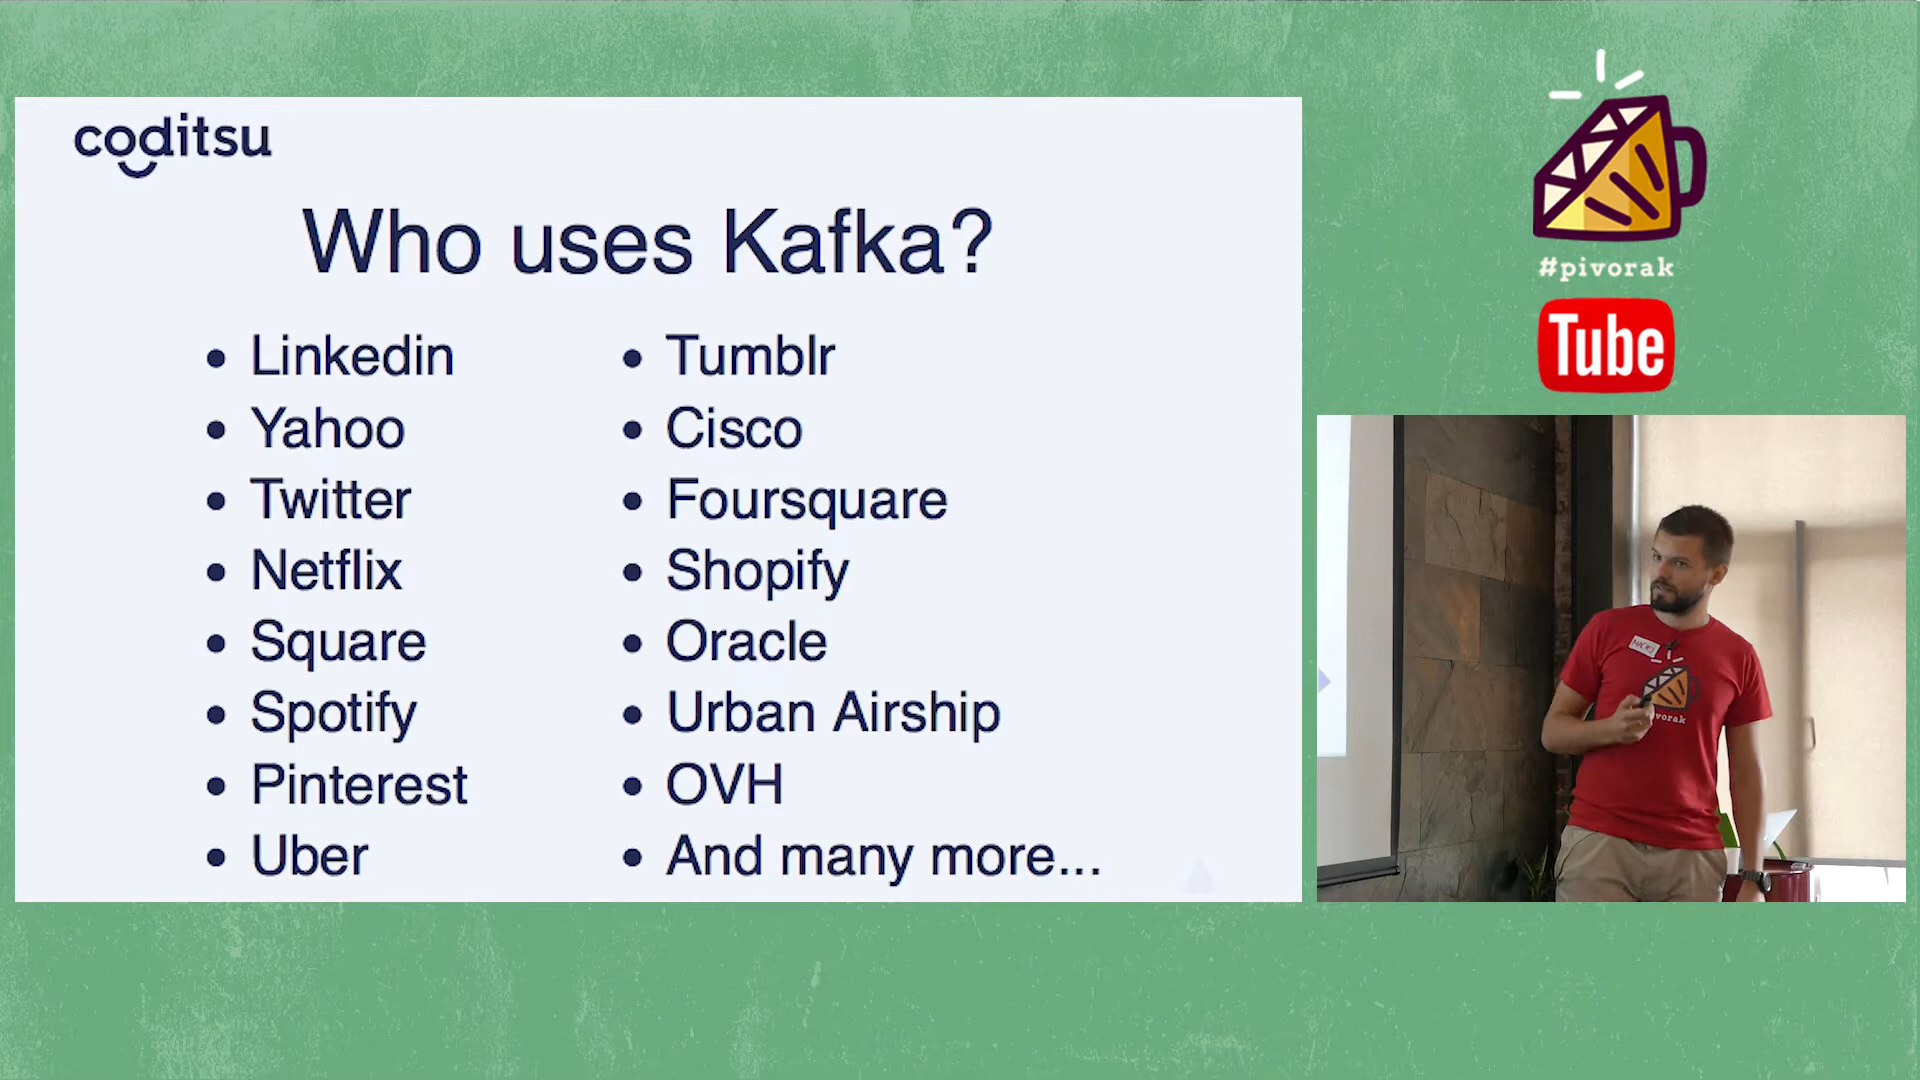 coditsu
Who uses Kafka?
• Linkedin
• Yahoo
• Twitter
• Netflix
• Square
• Spotify
• Pinterest
• Uber
• Tumblr
• Cisco
• Foursquare
• Shopify
• Oracle
• Urban Airship
• OVH
• And many more...
#pivorak
Tube
vorak